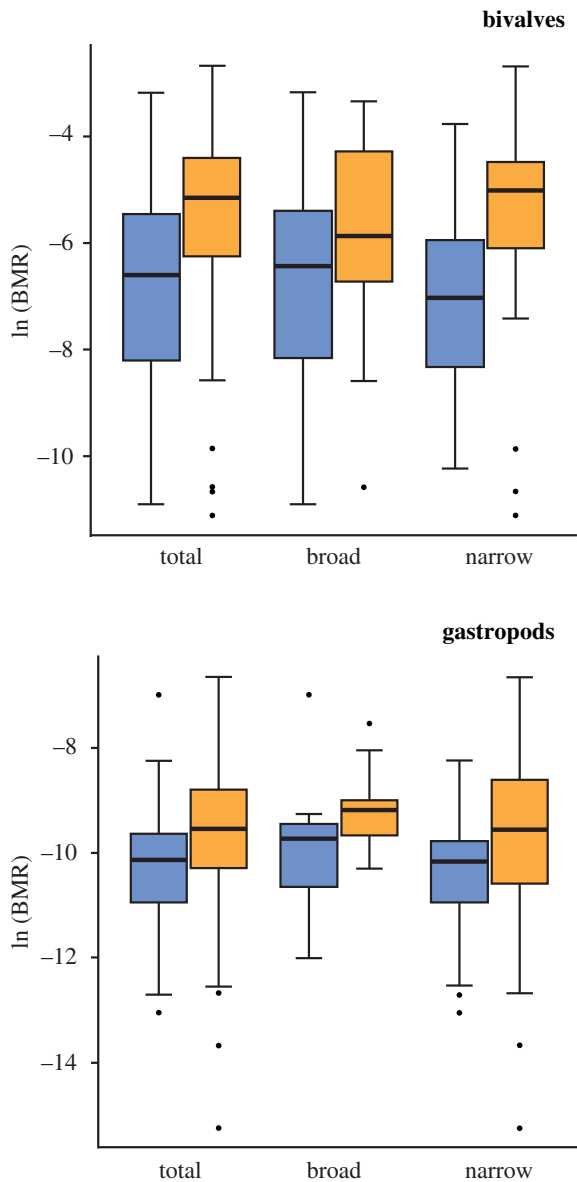 bivalves
−4
−6
−8
−10
ln (BMR)
total broad narrow
gastropods
−8
−10
−12
−14
ln (BMR)
total broad narrow